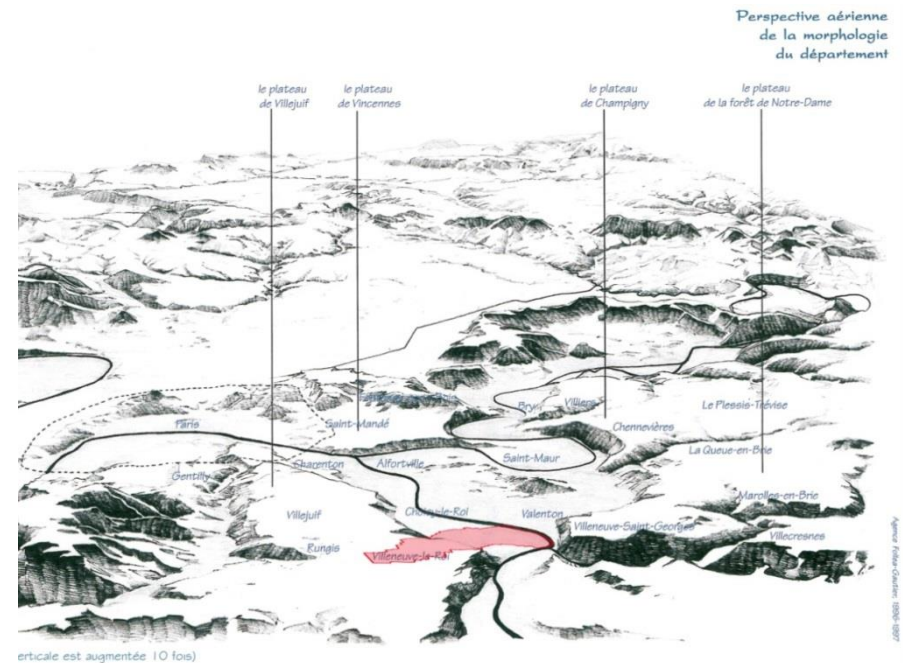 Perspective aérienne
de la morphologie
du département
le plateau
de Villejuif
le plateau
de Vincennes
le plateau
de Champigny
le plateau
de la forêt de Notre-Dame
Bry
Villiers
Le Plessis-Trévise
Paris
Saint-Mandé
Chennevières
La Queue-en-Brie
Saint-Maur
Charenton
Alfortville
Gentilly
Marolles-en-Brie
Villejuif
Choisy-le-Roi
Valenton
Villeneuve-Saint-Georges
Villecresnes
Rungis
Villeneuve-le-Roi
erticale est augmentée 10 fois)